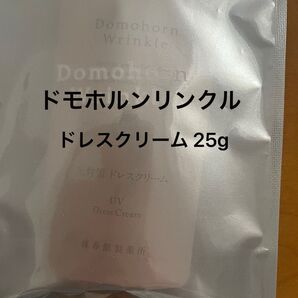 Domohorn
Wrinkle
Domohorn
ドモホルンリンクル
ドレスクリーム 25g
ドレスクリーム
UV
Dress Cream
再春館製薬所